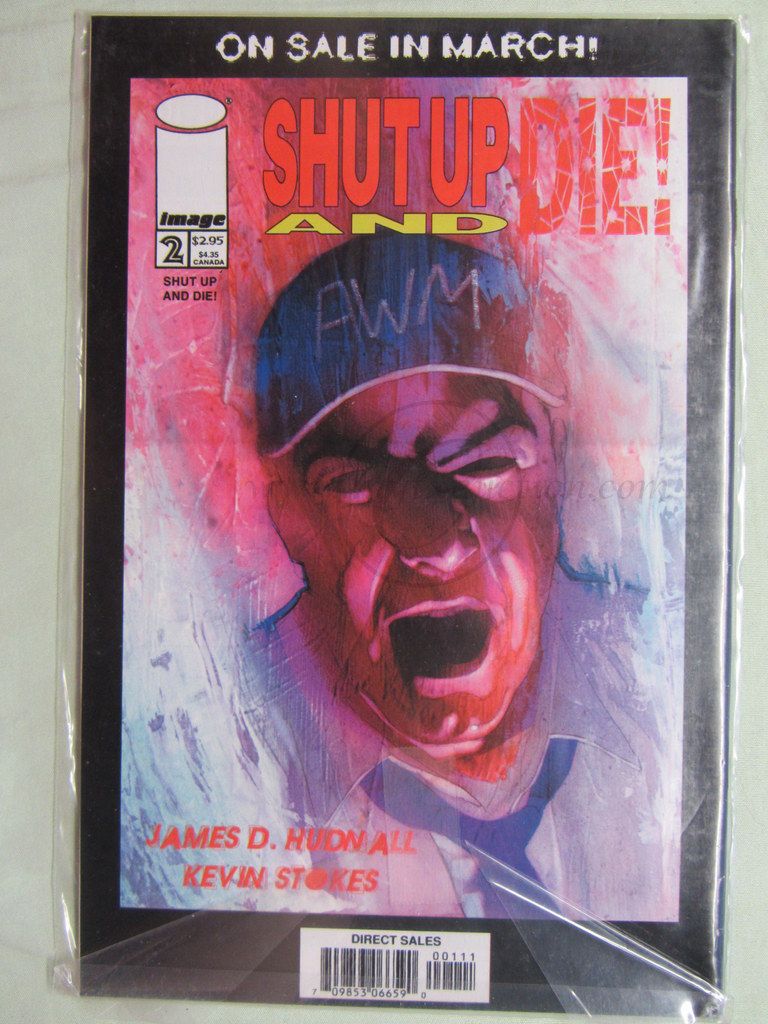 ON SALE IN MARCH!
SHUT UP
AND
DIE!
image
2
$2.95
$4.35
CANADA
SHUT UP
AND DIE!
AWM
JAMES D. HUDNALL
KEVIN STOKES
DIRECT SALES
00111
7 09853 06659 0